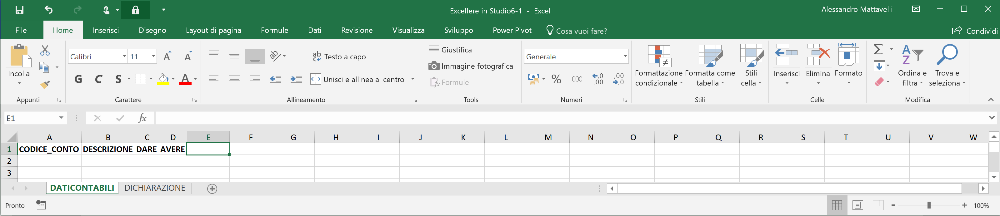 Excellere in Studio6-1 - Excel
Alessandro Mattavelli
File Home Inserisci Disegno Layout di pagina Formule Dati Revisione Visualizza Sviluppo Power Pivot Cosa vuoi fare? Condividi
Incolla
Appunti
Calibri 11
G C S A
Carattere
Testo a capo
Unisci e allinea al centro
Allineamento
Giustifica
Immagine fotografica
Formule
Tools
Generale
% 000 ,0 ,00 ,00 ,0
Numeri
Formattazione condizionale
Formatta come tabella
Stili cella
Stili
Inserisci Elimina Formato
Celle
Ordina e filtra
Trova e seleziona
Modifica
E1 fx
A B C D E F G H I J K L M N O P Q R S T U V W
1 CODICE_CONTO DESCRIZIONE DARE AVERE
2
3
DATICONTABILI DICHIARAZIONE
Pronto 100%